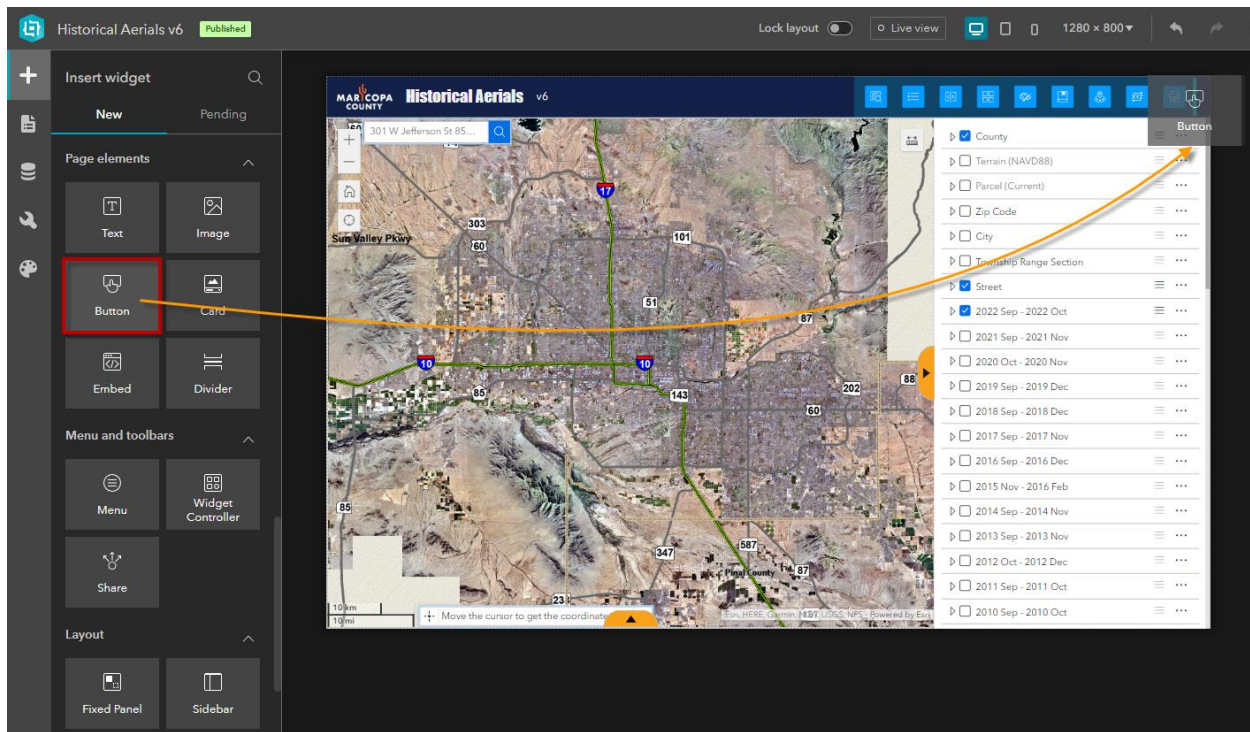 Historical Aerials v6 Published
Lock layout
Live view
1280 × 800
Insert widget
New
Pending
Page elements
Text
Image
Button
Card
Embed
Divider
Menu and toolbars
Menu
Widget
Controller
Share
Layout
Fixed Panel
Sidebar
MARICOPA
COUNTY
Historical Aerials v6
Button
301 W Jefferson St 85...
60
17
303
60
101
Sun Valley Pkwy
51
87
10
10
85
143
202
88
60
85
587
347
Pinal County
87
23
10 km
10 mi
Move the cursor to get the coordinate
Esri, HERE, Garmin,
USGS, NPS
Powered by Esri
County
Terrain (NAVD88)
Parcel (Current)
Zip Code
City
Township Range Section
Street
2022 Sep - 2022 Oct
2021 Sep - 2021 Nov
2020 Oct - 2020 Nov
2019 Sep - 2019 Dec
2018 Sep - 2018 Dec
2017 Sep - 2017 Nov
2016 Sep - 2016 Dec
2015 Nov - 2016 Feb
2014 Sep - 2014 Nov
2013 Sep - 2013 Nov
2012 Oct - 2012 Dec
2011 Sep - 2011 Oct
2010 Sep - 2010 Oct